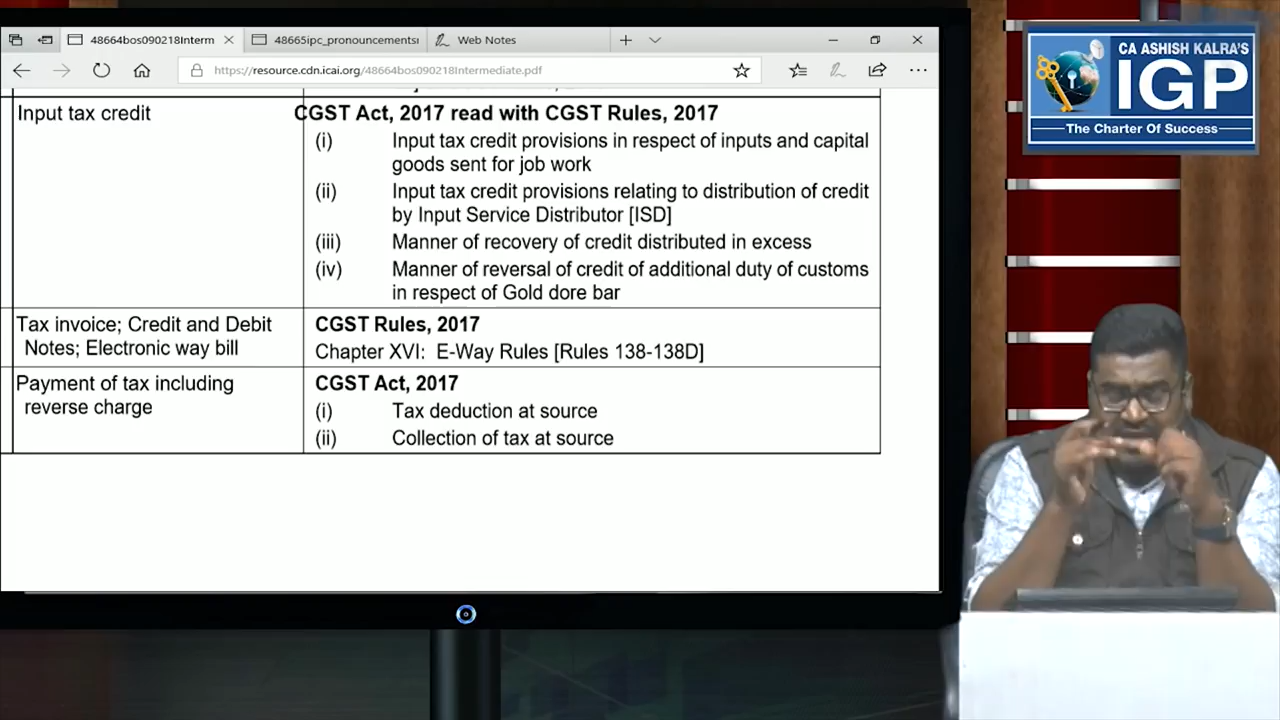 48664bos090218Interm
48665ipc_pronouncements
Web Notes
https://resource.cdn.icai.org/48664bos090218Intermediate.pdf
Input tax credit
CGST Act, 2017 read with CGST Rules, 2017
(i) Input tax credit provisions in respect of inputs and capital
goods sent for job work
(ii) Input tax credit provisions relating to distribution of credit
by Input Service Distributor [ISD]
(iii) Manner of recovery of credit distributed in excess
(iv) Manner of reversal of credit of additional duty of customs
in respect of Gold dore bar
Tax invoice; Credit and Debit
Notes; Electronic way bill
CGST Rules, 2017
Chapter XVI: E-Way Rules [Rules 138-138D]
Payment of tax including
reverse charge
CGST Act, 2017
(i) Tax deduction at source
(ii) Collection of tax at source
CA ASHISH KALRA'S
IGP
The Charter Of Success